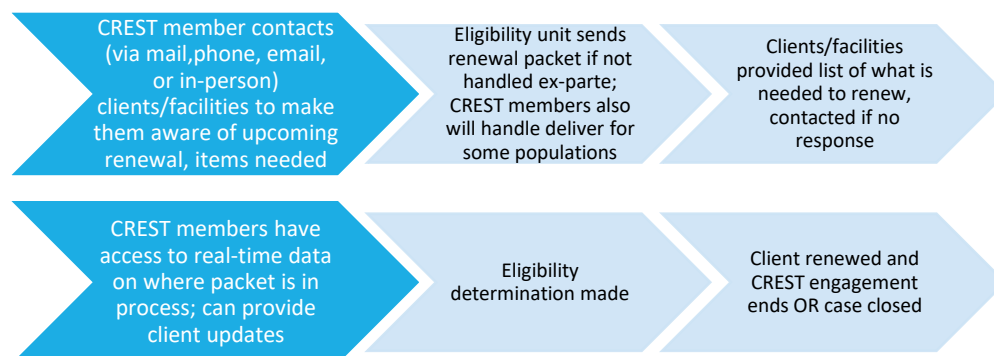 CREST member contacts
(via mail,phone, email,
or in-person)
clients/facilities to make
them aware of upcoming
renewal, items needed
Eligibility unit sends
renewal packet if not
handled ex-parte;
CREST members also
will handle deliver for
some populations
Clients/facilities
provided list of what is
needed to renew,
contacted if no
response
CREST members have
access to real-time data
on where packet is in
process; can provide
client updates
Eligibility
determination made
Client renewed and
CREST engagement
ends OR case closed